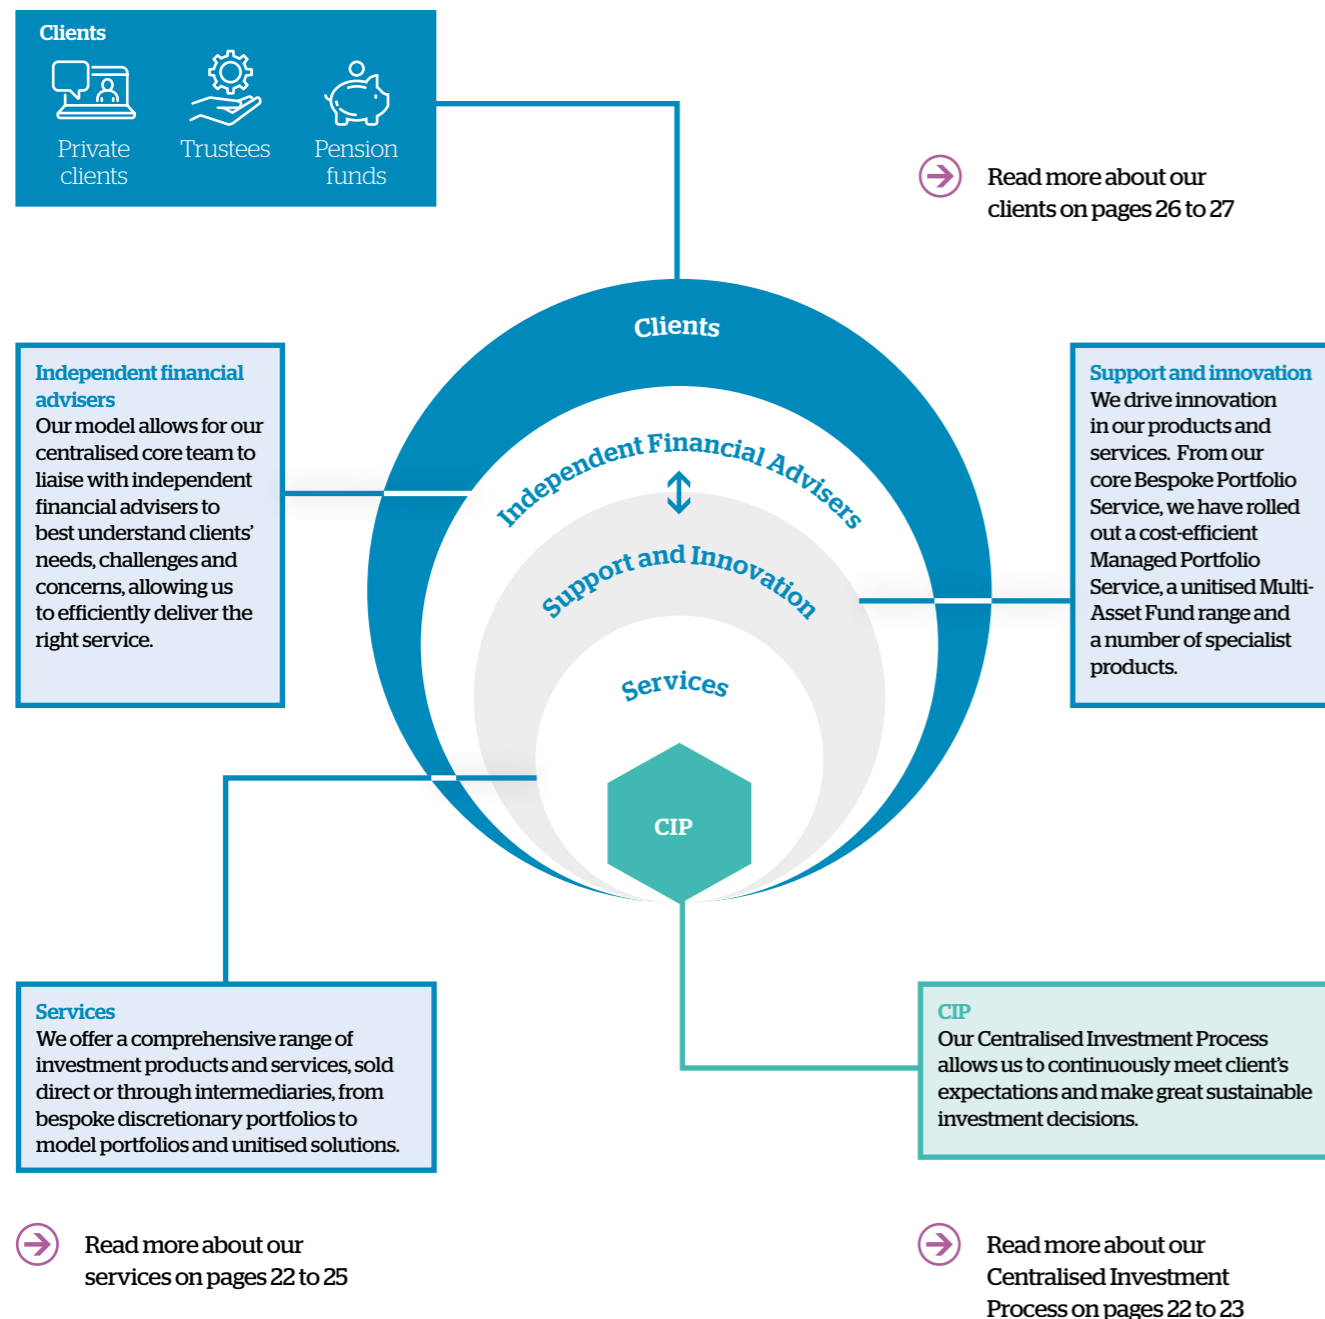 Clients
Private
clients
Trustees
Pension
funds
Read more about our
clients on pages 26 to 27
Clients
Independent Financial Advisers
Support and Innovation
Services
CIP
Independent financial
advisers
Our model allows for our
centralised core team to
liaise with independent
financial advisers to
best understand clients’
needs, challenges and
concerns, allowing us
to efficiently deliver the
right service.
Support and innovation
We drive innovation
in our products and
services. From our
core Bespoke Portfolio
Service, we have rolled
out a cost-efficient
Managed Portfolio
Service, a unitised Multi-
Asset Fund range and
a number of specialist
products.
Services
We offer a comprehensive range of
investment products and services, sold
direct or through intermediaries, from
bespoke discretionary portfolios to
model portfolios and unitised solutions.
CIP
Our Centralised Investment Process
allows us to continuously meet client’s
expectations and make great sustainable
investment decisions.
Read more about our
services on pages 22 to 25
Read more about our
Centralised Investment
Process on pages 22 to 23